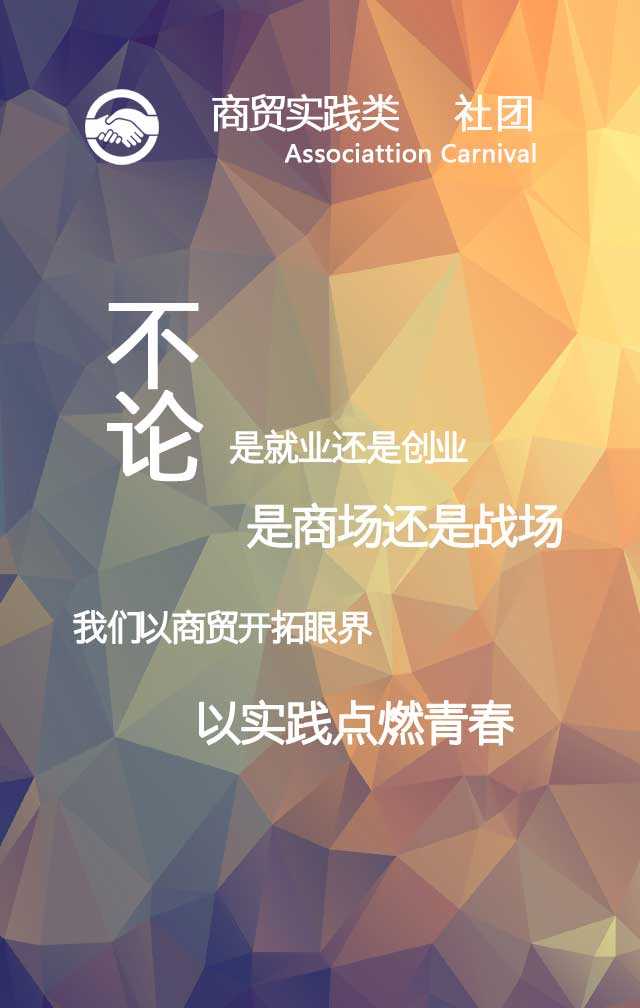 商贸实践类 社团
Associattion Carnival
不论
是就业还是创业
是商场还是战场
我们以商贸开拓眼界
以实践点燃青春